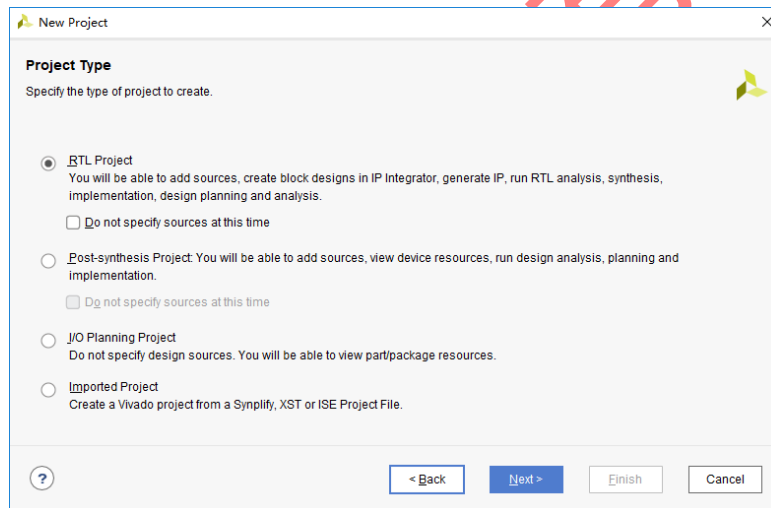 New Project
Project Type
Specify the type of project to create.
RTL Project
You will be able to add sources, create block designs in IP Integrator, generate IP, run RTL analysis, synthesis,
implementation, design planning and analysis.
Do not specify sources at this time
Post-synthesis Project: You will be able to add sources, view device resources, run design analysis, planning and
implementation.
Do not specify sources at this time
I/O Planning Project
Do not specify design sources. You will be able to view part/package resources.
Imported Project
Create a Vivado project from a Synplify, XST or ISE Project File.
?
< Back
Next >
Finish
Cancel